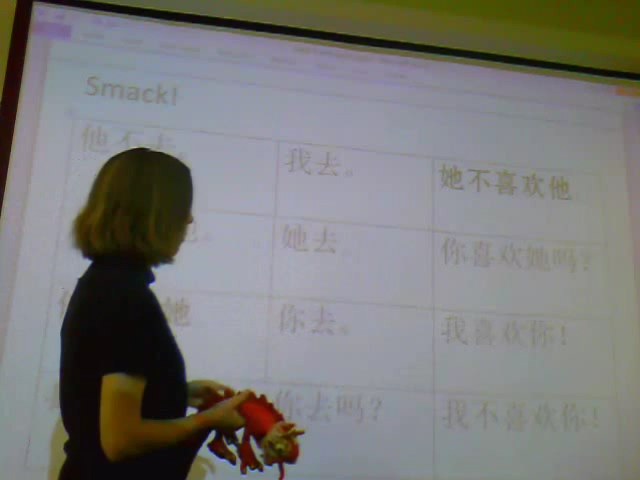 Smack!
他不去。
我去。
她不喜欢他
她去
你喜欢她吗?
你去。
我喜欢你!
你去吗?
我不喜欢你!